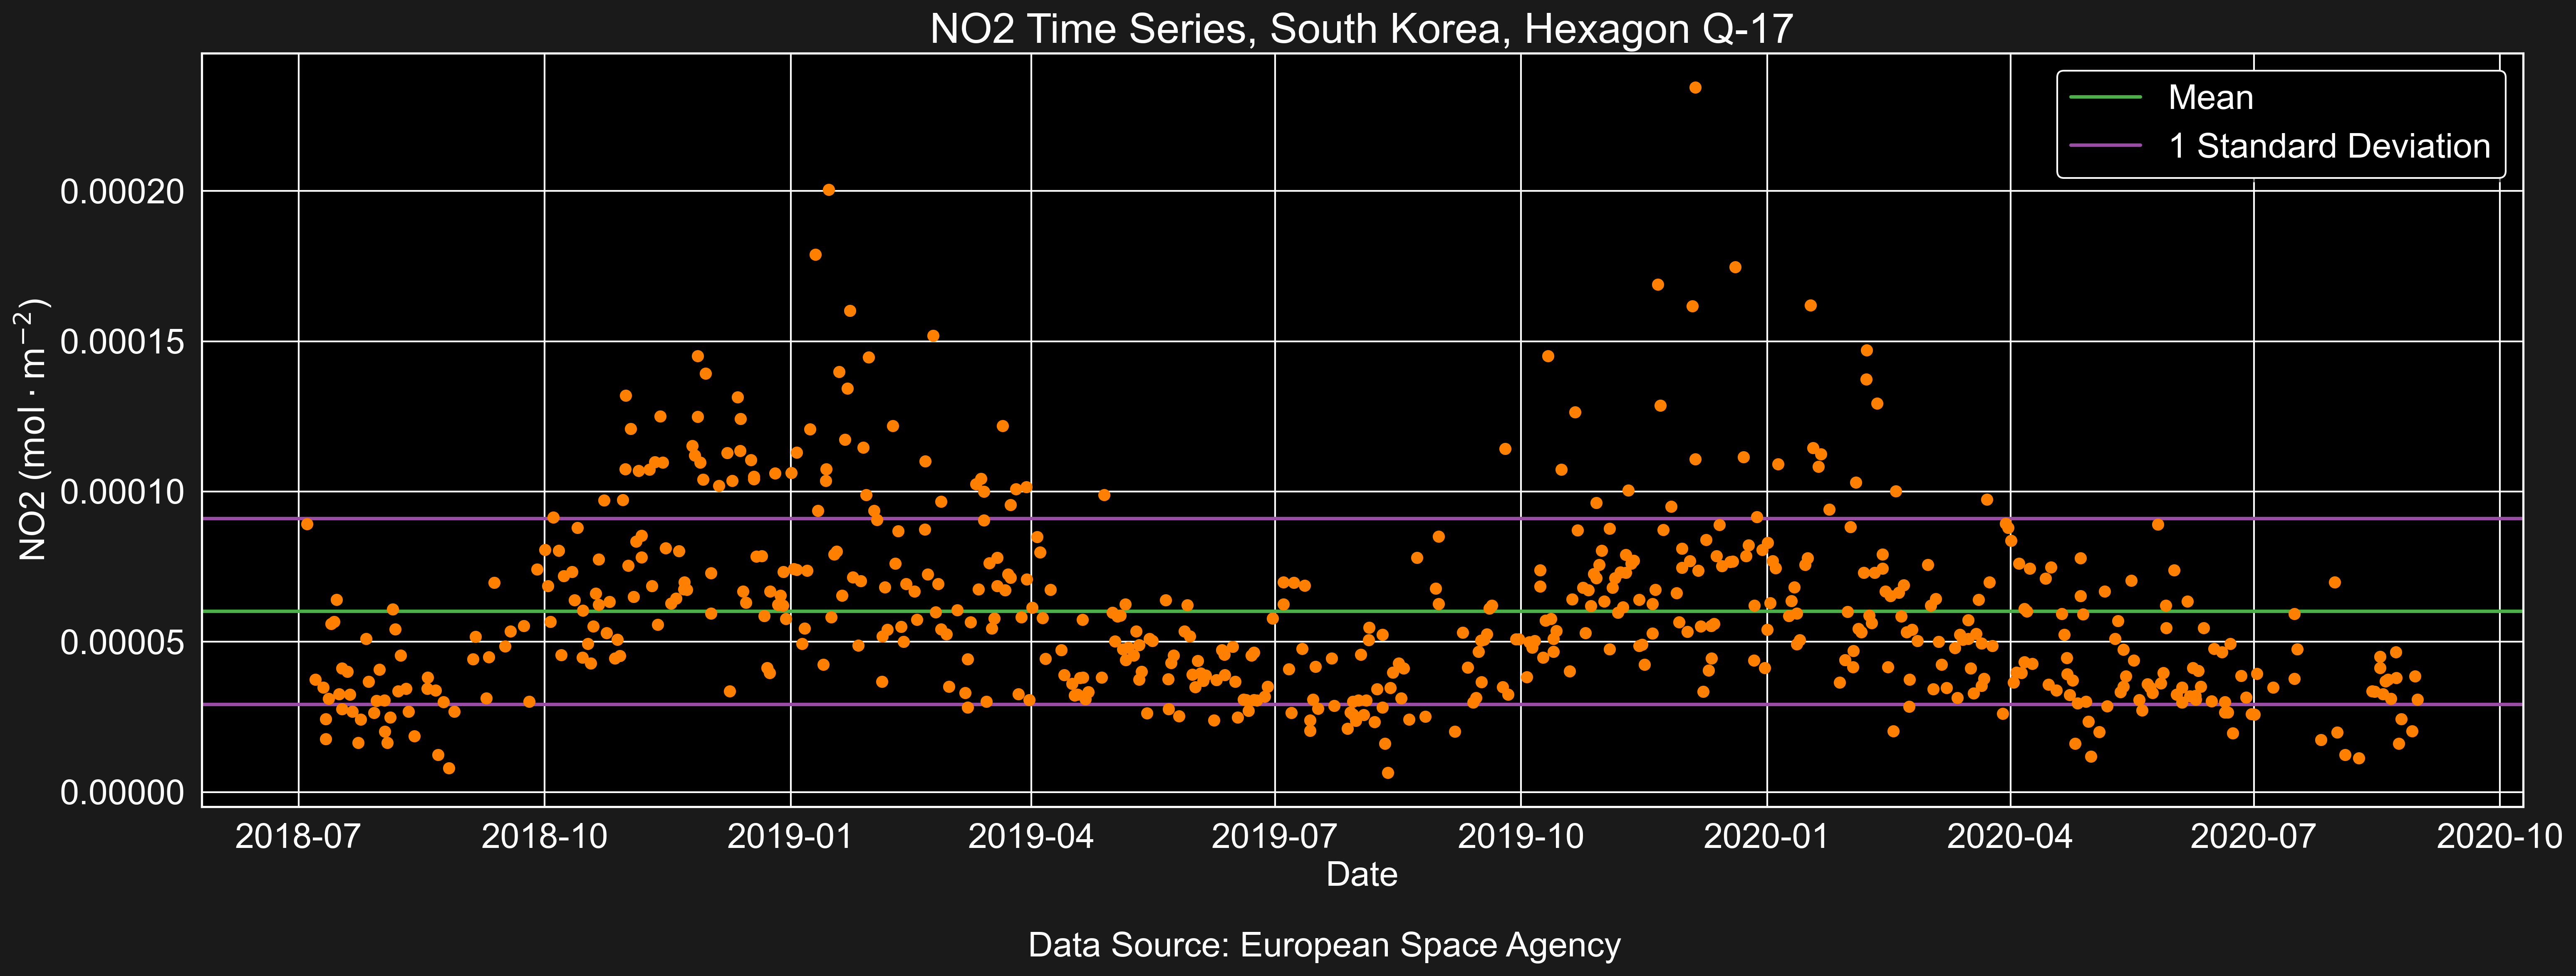 NO2 Time Series, South Korea, Hexagon Q-17
Mean
1 Standard Deviation
NO2 (mol · m⁻²)
0.00020
0.00015
0.00010
0.00005
0.00000
2018-07 2018-10 2019-01 2019-04 2019-07 2019-10 2020-01 2020-04 2020-07 2020-10
Date
Data Source: European Space Agency